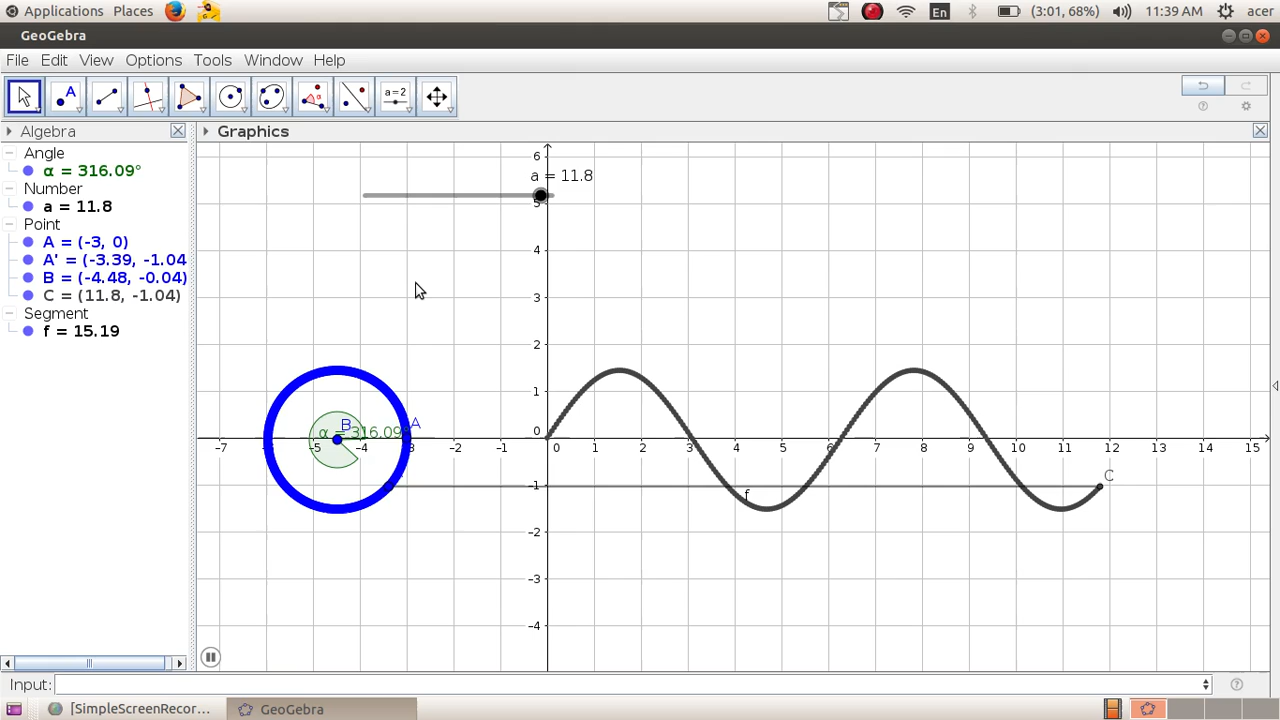 Applications Places En (3:01, 68%) 11:39 AM acer
GeoGebra
File Edit View Options Tools Window Help
A α a=2
Algebra Graphics
Angle
α = 316.09°
Number
a = 11.8
Point
A = (-3, 0)
A' = (-3.39, -1.04
B = (-4.48, -0.04)
C = (11.8, -1.04)
Segment
f = 15.19
a = 11.8
6
5
4
3
2
1
0
-1
-2
-3
-4
B A
α = 316.09°
-7 -5 -4 -3 -2 -1 0 1 2 3 4 5 6 7 8 9 10 11 12 13 14 15
C
f
Input:
[SimpleScreenRecor... GeoGebra